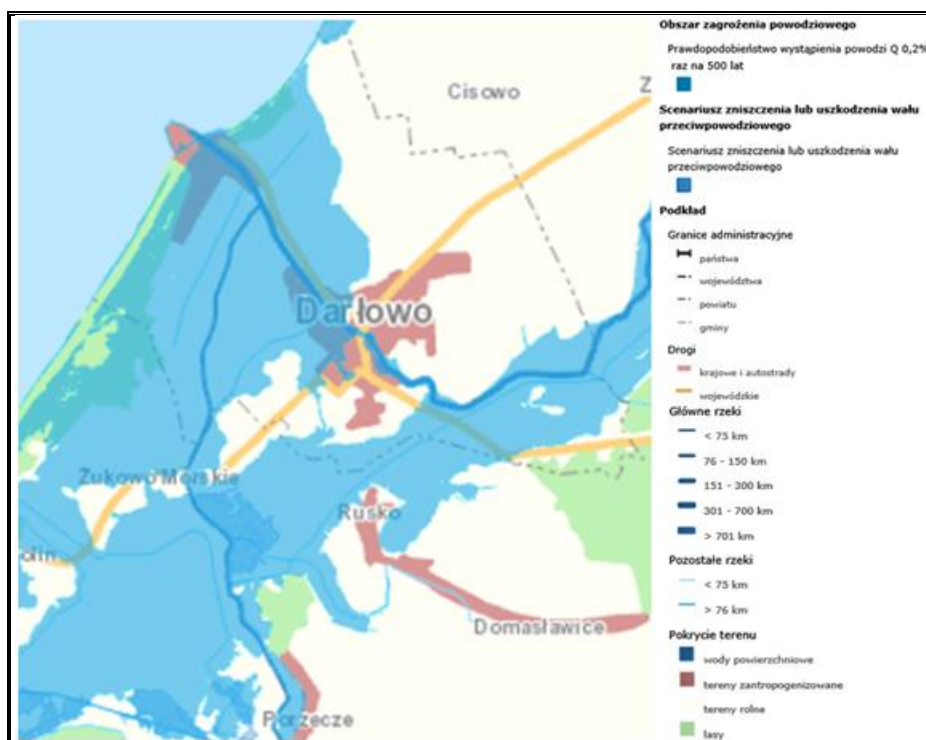 Cisowo
Z
Darłowo
Żukowo Morskie
Rusko
olin
Domasławice
Porzecze
Obszar zagrożenia powodziowego
Prawdopodobieństwo wystąpienia powodzi Q 0,2%
raz na 500 lat
Scenariusz zniszczenia lub uszkodzenia wału
przeciwpowodziowego
Scenariusz zniszczenia lub uszkodzenia wału
przeciwpowodziowego
Podkład
Granice administracyjne
państwa
województwa
powiatu
gminy
Drogi
krajowe i autostrady
wojewódzkie
Główne rzeki
< 75 km
76 - 150 km
151 - 300 km
301 - 700 km
> 701 km
Pozostałe rzeki
< 75 km
> 76 km
Pokrycie terenu
wody powierzchniowe
tereny zantropogenizowane
tereny rolne
lasy